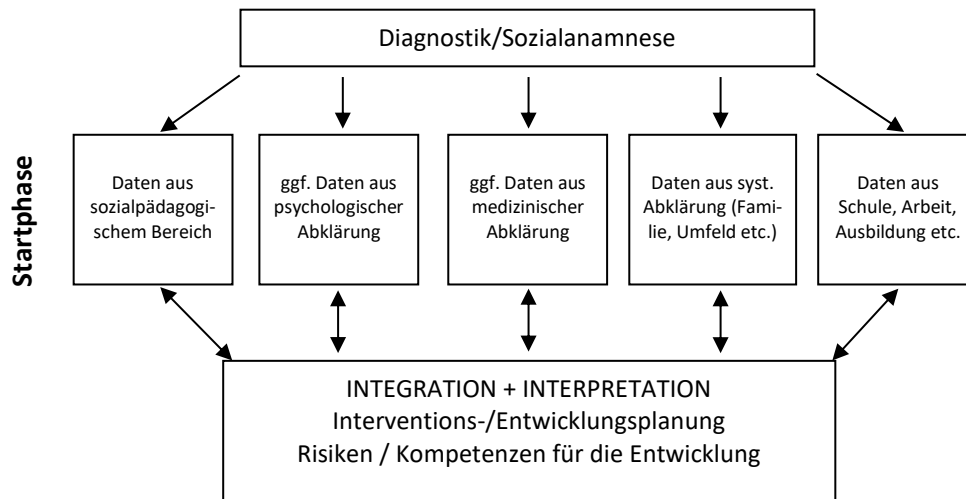 Diagnostik/Sozialanamnese
Startphase
Daten aus
sozialpädagogi-
schem Bereich
ggf. Daten aus
psychologischer
Abklärung
ggf. Daten aus
medizinischer
Abklärung
Daten aus syst.
Abklärung (Fami-
lie, Umfeld etc.)
Daten aus
Schule, Arbeit,
Ausbildung etc.
INTEGRATION + INTERPRETATION
Interventions-/Entwicklungsplanung
Risiken / Kompetenzen für die Entwicklung